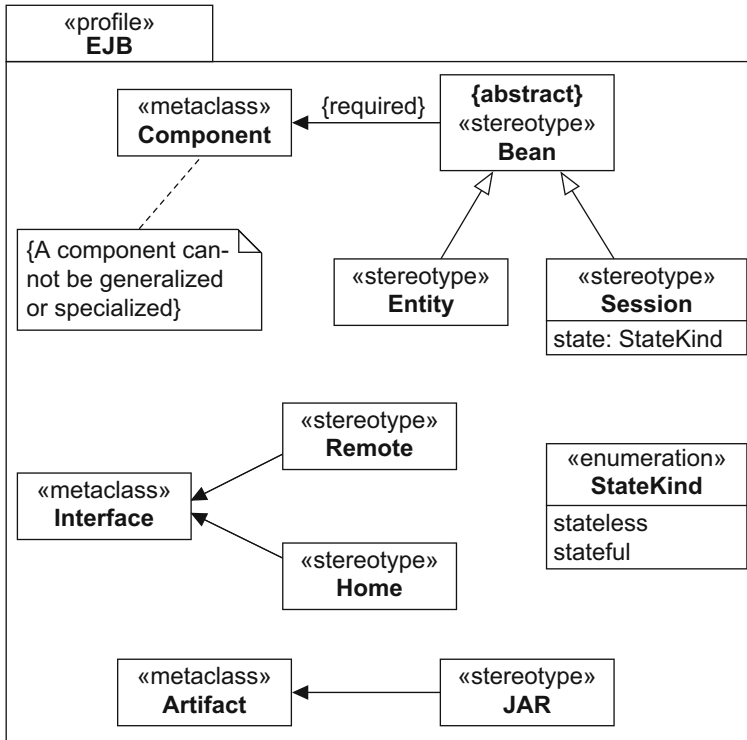 «profile»
EJB
«metaclass»
Component
{required}
{abstract}
«stereotype»
Bean
{A component can-
not be generalized
or specialized}
«stereotype»
Entity
«stereotype»
Session
state: StateKind
«stereotype»
Remote
«metaclass»
Interface
«stereotype»
Home
«enumeration»
StateKind
stateless
stateful
«metaclass»
Artifact
«stereotype»
JAR